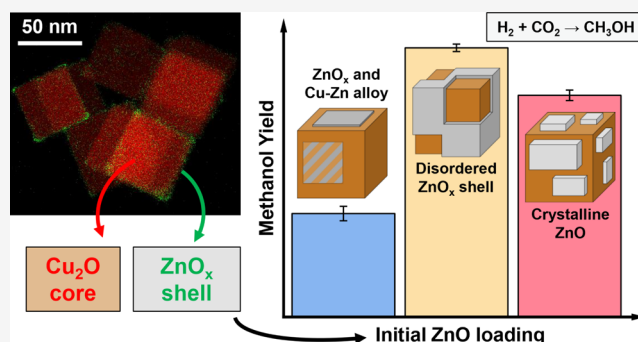 50 nm
Cu₂O
core
ZnOₓ
shell
Methanol Yield
H₂ + CO₂ → CH₃OH
ZnOₓ and
Cu-Zn alloy
Disordered
ZnOₓ shell
Crystalline
ZnO
Initial ZnO loading